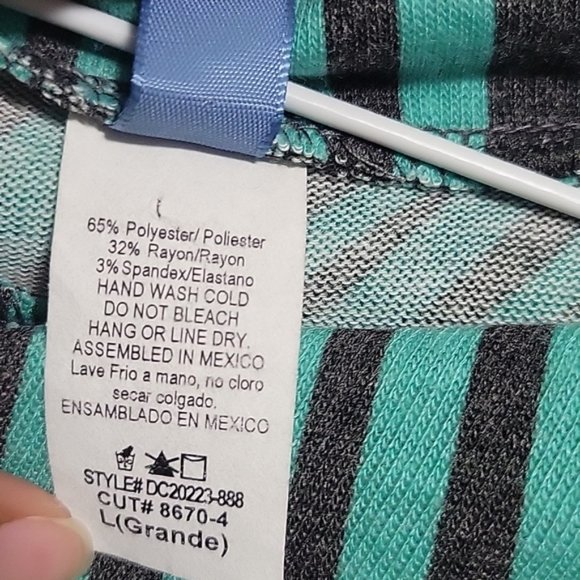 65% Polyester/ Poliester
32% Rayon/Rayon
3% Spandex/Elastano
HAND WASH COLD
DO NOT BLEACH
HANG OR LINE DRY.
ASSEMBLED IN MEXICO
Lave Frio a mano, no cloro
secar colgado.
ENSAMBLADO EN MEXICO
STYLE# DC20223-888
CUT# 8670-4
L(Grande)